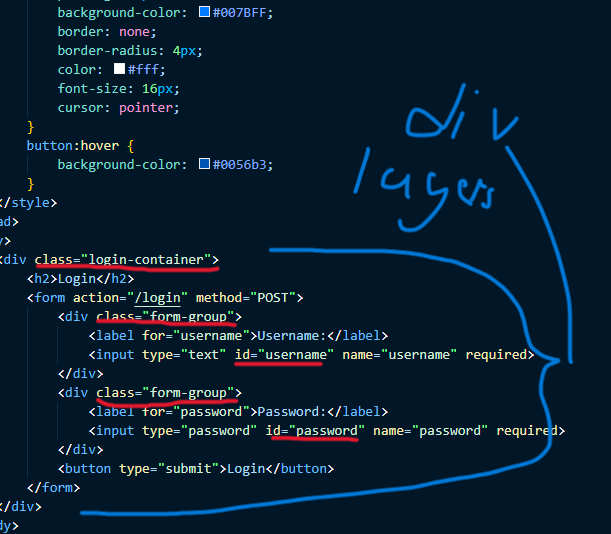 background-color: #007BFF;
border: none;
border-radius: 4px;
color: #fff;
font-size: 16px;
cursor: pointer;
}
button:hover {
background-color: #0056b3;
}
</style>
ad>
y>
<div class="login-container">
<h2>Login</h2>
<form action="/login" method="POST">
<div class="form-group">
<label for="username">Username:</label>
<input type="text" id="username" name="username" required>
</div>
<div class="form-group">
<label for="password">Password:</label>
<input type="password" id="password" name="password" required>
</div>
<button type="submit">Login</button>
</form>
</div>
dy>
div
layers